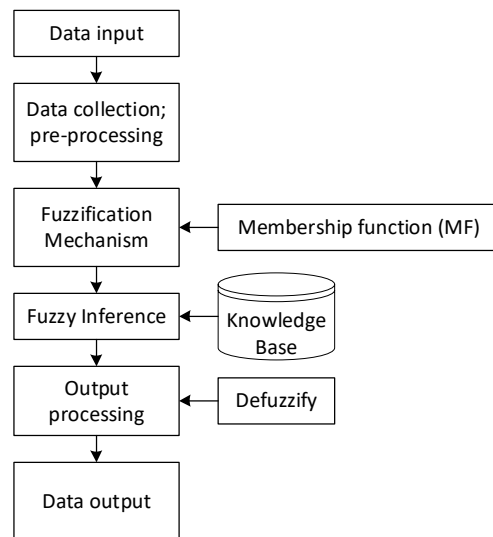 Data input
Data collection;
pre-processing
Fuzzification
Mechanism
Membership function (MF)
Fuzzy Inference
Knowledge
Base
Output
processing
Defuzzify
Data output